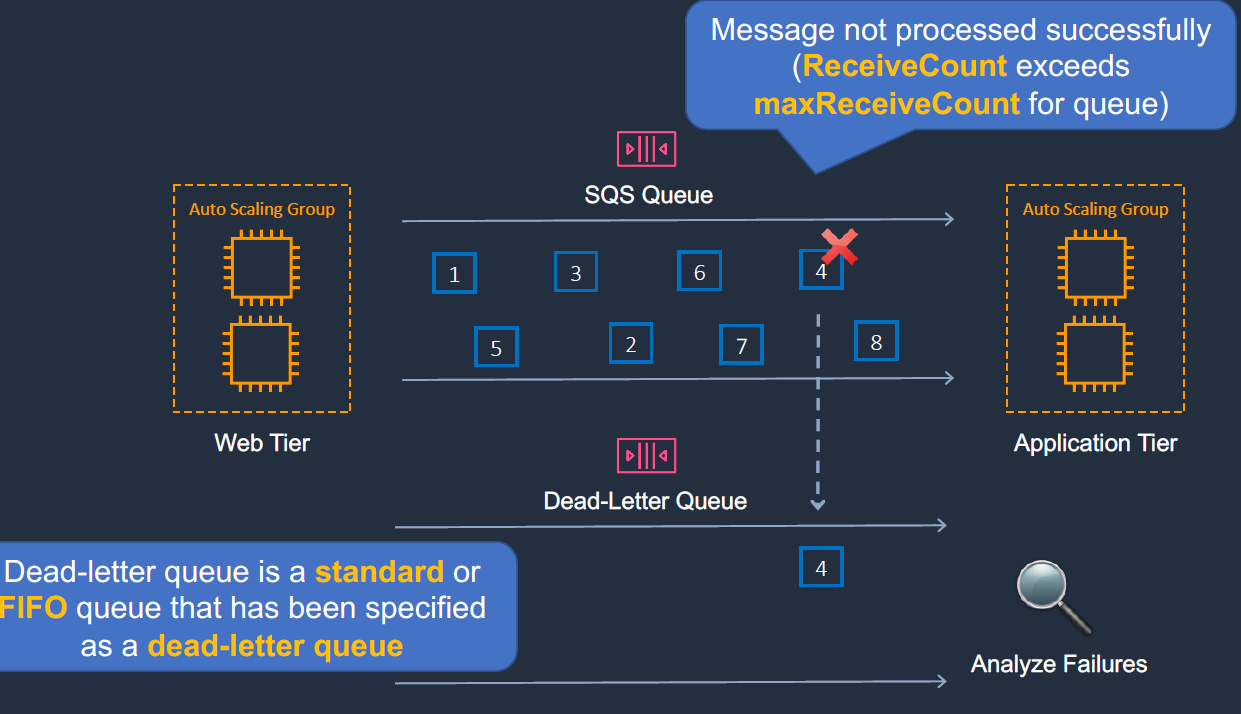 Message not processed successfully
(ReceiveCount exceeds
maxReceiveCount for queue)
SQS Queue
Auto Scaling Group
Auto Scaling Group
1
3
6
4
5
2
7
8
Web Tier
Application Tier
Dead-Letter Queue
4
Dead-letter queue is a standard or
FIFO queue that has been specified
as a dead-letter queue
Analyze Failures